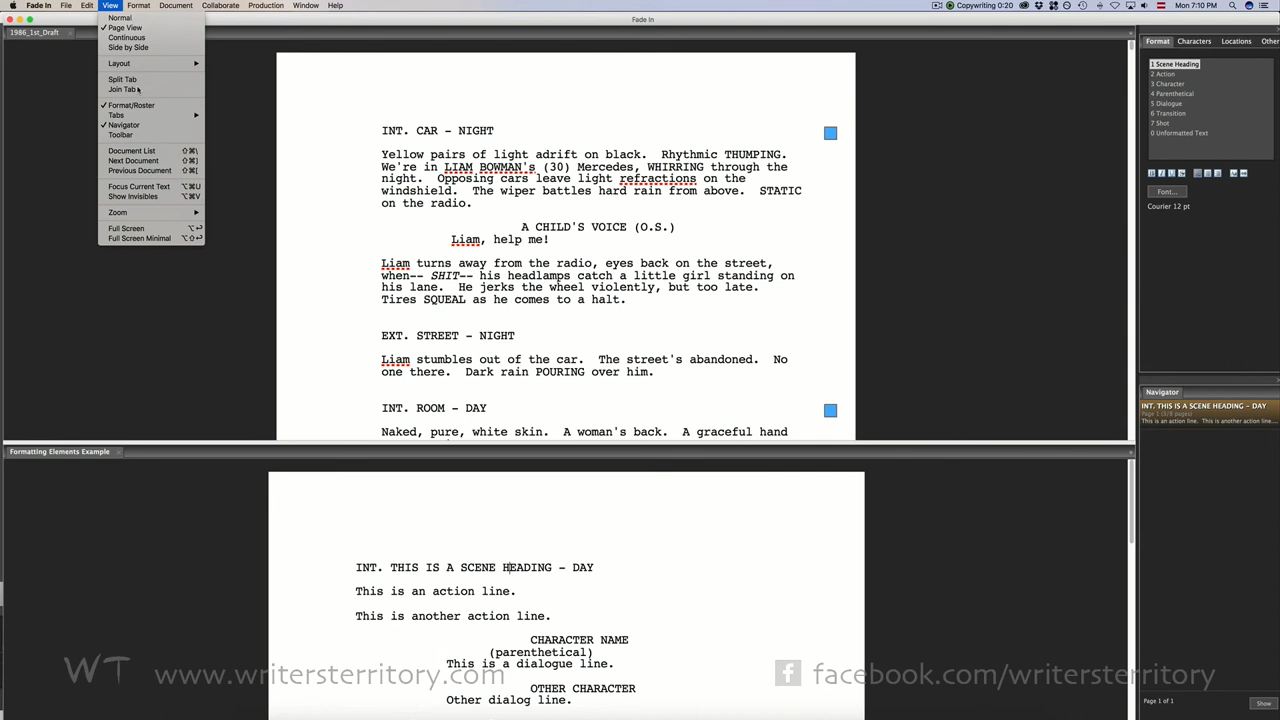 Fade In File Edit View Format Document Collaborate Production Window Help
Copywriting 0:20
Mon 7:10 PM
Fade In
1986_1st_Draft
Normal
Page View
Continuous
Side by Side
Layout
Split Tab
Join Tab
Format/Roster
Tabs
Navigator
Toolbar
Document List ⇧⌘\
Next Document ⇧⌘]
Previous Document ⇧⌘[
Focus Current Text ⌥⌘U
Show Invisibles ⌥⌘V
Zoom
Full Screen ⌥↩
Full Screen Minimal ⌥⇧↩
INT. CAR - NIGHT
Yellow pairs of light adrift on black. Rhythmic THUMPING.
We're in LIAM BOWMAN's (30) Mercedes, WHIRRING through the
night. Opposing cars leave light refractions on the
windshield. The wiper battles hard rain from above. STATIC
on the radio.
A CHILD'S VOICE (O.S.)
Liam, help me!
Liam turns away from the radio, eyes back on the street,
when-- SHIT-- his headlamps catch a little girl standing on
his lane. He jerks the wheel violently, but too late.
Tires SQUEAL as he comes to a halt.
EXT. STREET - NIGHT
Liam stumbles out of the car. The street's abandoned. No
one there. Dark rain POURING over him.
INT. ROOM - DAY
Naked, pure, white skin. A woman's back. A graceful hand
Format Characters Locations Other
1 Scene Heading
2 Action
3 Character
4 Parenthetical
5 Dialogue
6 Transition
7 Shot
0 Unformatted Text
Font...
Courier 12 pt
Navigator
INT. THIS IS A SCENE HEADING - DAY
Page 1 (3/8 pages)
This is an action line. This is another action line....
Formatting Elements Example
INT. THIS IS A SCENE HEADING - DAY
This is an action line.
This is another action line.
CHARACTER NAME
(parenthetical)
This is a dialogue line.
OTHER CHARACTER
Other dialog line.
WT www.writersterritory.com
f facebook.com/writersterritory
Page 1 of 1
Show